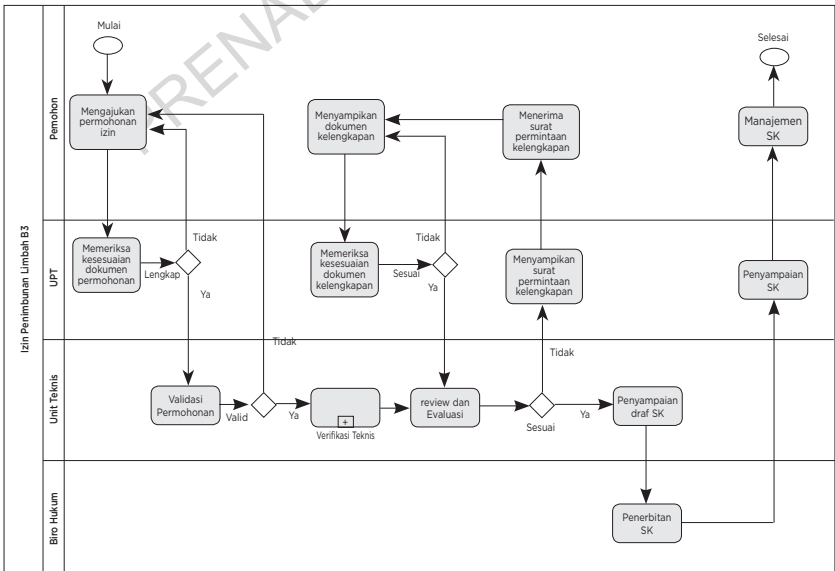 PRENAD
Izin Penimbunan Limbah B3
Pemohon
Mulai
Mengajukan
permohonan
izin
Menyampikan
dokumen
kelengkapan
Menerima
surat
permintaan
kelengkapan
Selesai
Manajemen
SK
UPT
Memeriksa
kesesuaian
dokumen
permohonan
Lengkap
Tidak
Ya
Memeriksa
kesesuaian
dokumen
kelengkapan
Sesuai
Tidak
Ya
Menyampikan
surat
permintaan
kelengkapan
Penyampaian
SK
Unit Teknis
Validasi
Permohonan
Valid
Tidak
Ya
+
Verifikasi Teknis
review dan
Evaluasi
Sesuai
Tidak
Ya
Penyampaian
draf SK
Biro Hukum
Penerbitan
SK